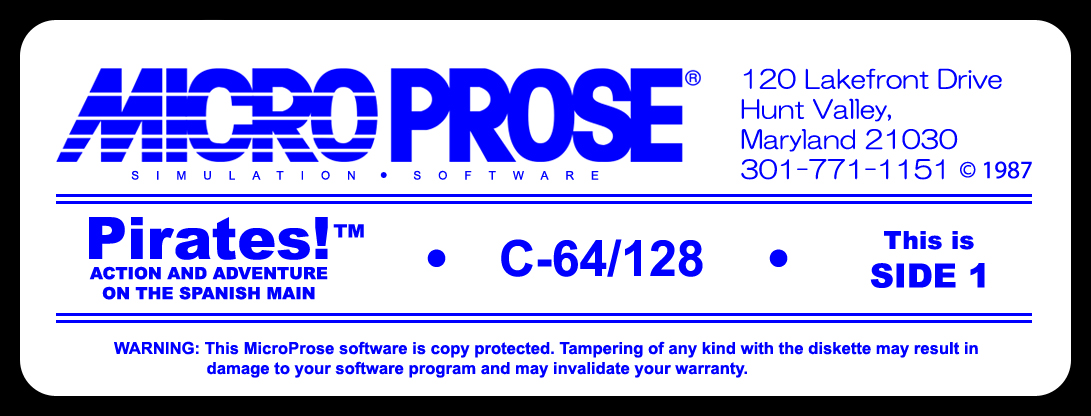 MICRO PROSE®
SIMULATION • SOFTWARE
120 Lakefront Drive
Hunt Valley,
Maryland 21030
301-771-1151 © 1987
Pirates!™
ACTION AND ADVENTURE
ON THE SPANISH MAIN
• C-64/128 •
This is
SIDE 1
WARNING: This MicroProse software is copy protected. Tampering of any kind with the diskette may result in
damage to your software program and may invalidate your warranty.